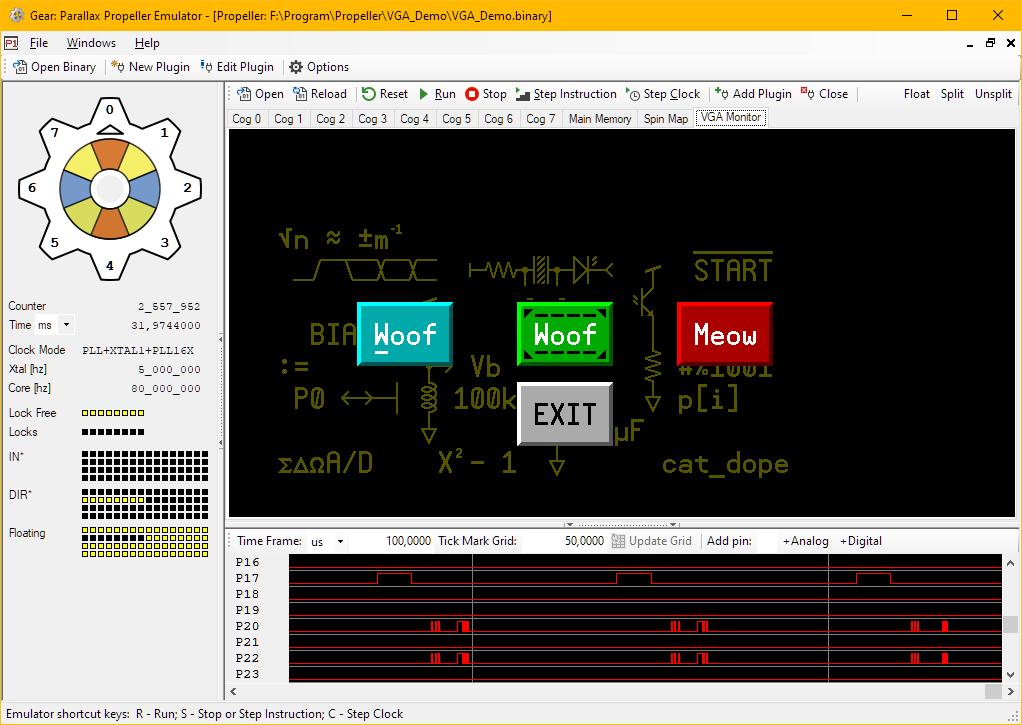 Gear: Parallax Propeller Emulator - [Propeller: F:\Program\Propeller\VGA_Demo\VGA_Demo.binary]
P1 File Windows Help
Open Binary New Plugin Edit Plugin Options
Open Reload Reset Run Stop Step Instruction Step Clock Add Plugin Close Float Split Unsplit
Cog 0 Cog 1 Cog 2 Cog 3 Cog 4 Cog 5 Cog 6 Cog 7 Main Memory Spin Map VGA Monitor
0
7 1
6 2
5 3
4
Counter 2_557_952
Time ms 31,9744000
Clock Mode PLL+XTAL1+PLL16X
Xtal [hz] 5_000_000
Core [hz] 80_000_000
Lock Free
Locks
IN*
DIR*
Floating
√n ≈ ±m⁻¹
START
BIA
Woof Woof Meow
:= Vb #%1001
P0 100k p[i]
EXIT
µF
ΣΔΩA/D X² - 1 cat_dope
Time Frame: us 100,0000 Tick Mark Grid: 50,0000 Update Grid Add pin: +Analog +Digital
P16
P17
P18
P19
P20
P21
P22
P23
Emulator shortcut keys: R - Run; S - Stop or Step Instruction; C - Step Clock